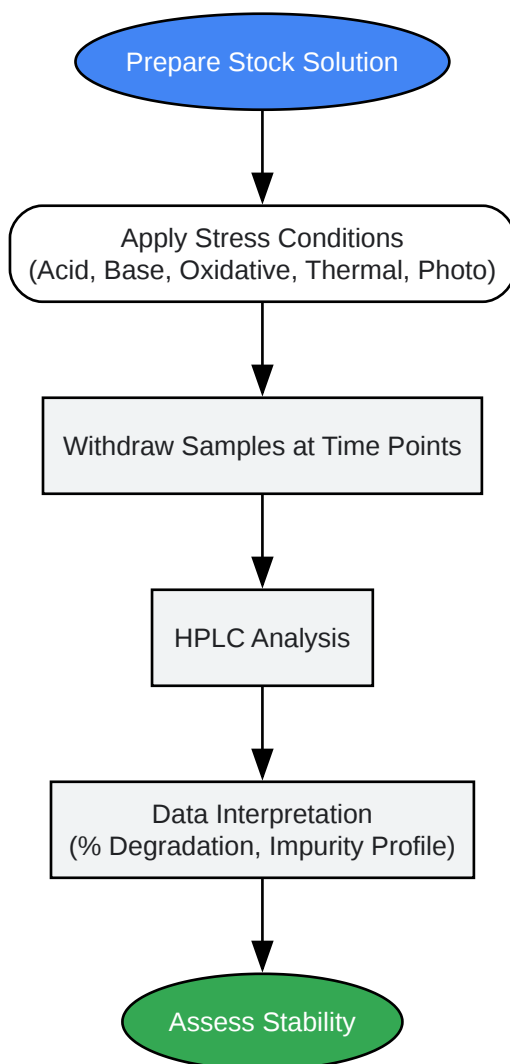 Prepare Stock Solution
Apply Stress Conditions
(Acid, Base, Oxidative, Thermal, Photo)
Withdraw Samples at Time Points
HPLC Analysis
Data Interpretation
(% Degradation, Impurity Profile)
Assess Stability